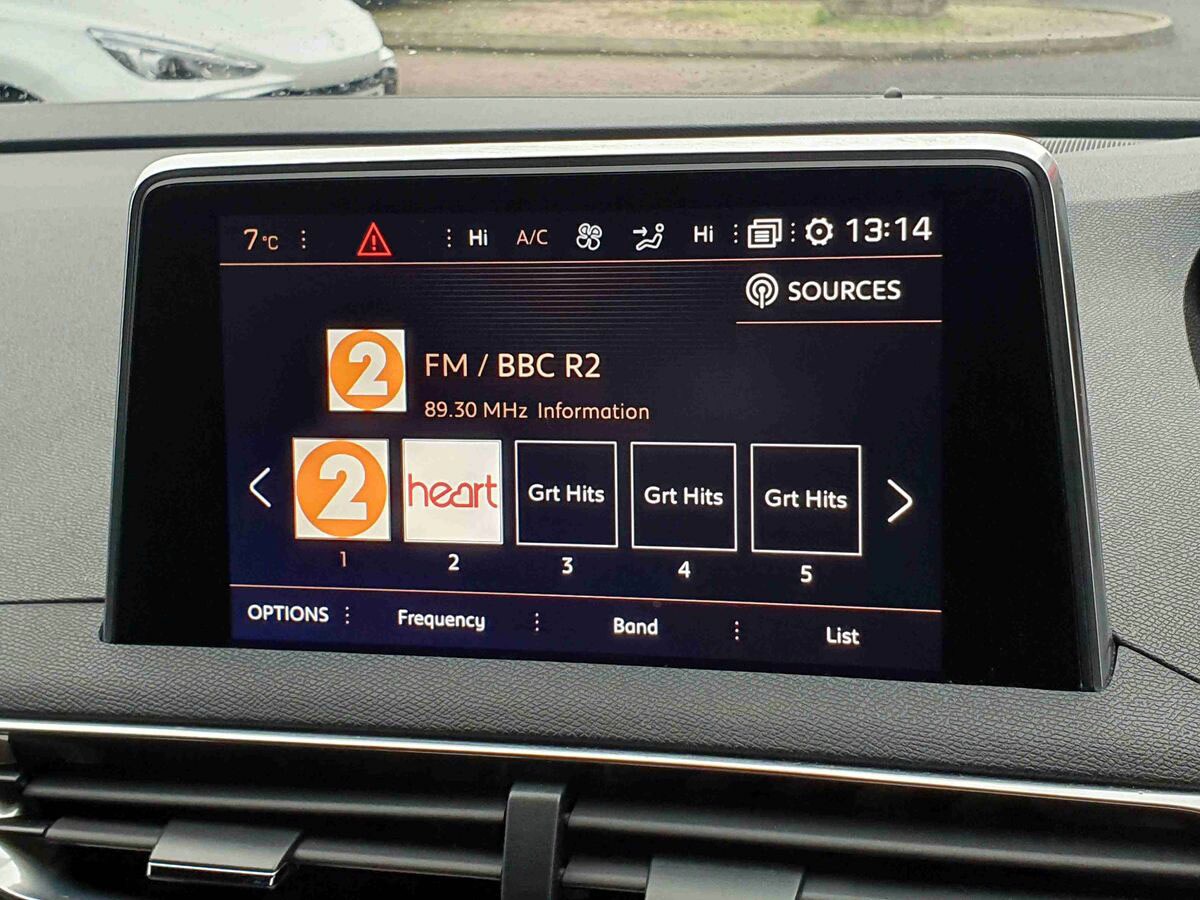 7°C Hi A/C Hi 13:14
SOURCES
2 FM / BBC R2
89.30 MHz Information
2 heart Grt Hits Grt Hits Grt Hits
1 2 3 4 5
OPTIONS Frequency Band List